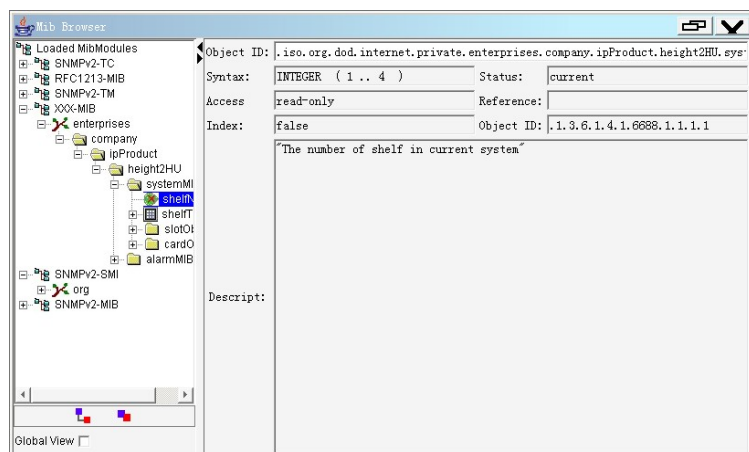 Mib Browser
Loaded MibModules
SNMPv2-TC
RFC1213-MIB
SNMPv2-TM
XXX-MIB
enterprises
company
ipProduct
height2HU
systemMI
shelfN
shelfT
slotOl
cardO
alarmMIB
SNMPv2-SMI
org
SNMPv2-MIB
Global View
Object ID: .iso.org.dod.internet.private.enterprises.company.ipProduct.height2HU.sys
Syntax: INTEGER ( 1 .. 4 ) Status: current
Access read-only Reference:
Index: false Object ID: .1.3.6.1.4.1.6688.1.1.1.1
Descript: "The number of shelf in current system"